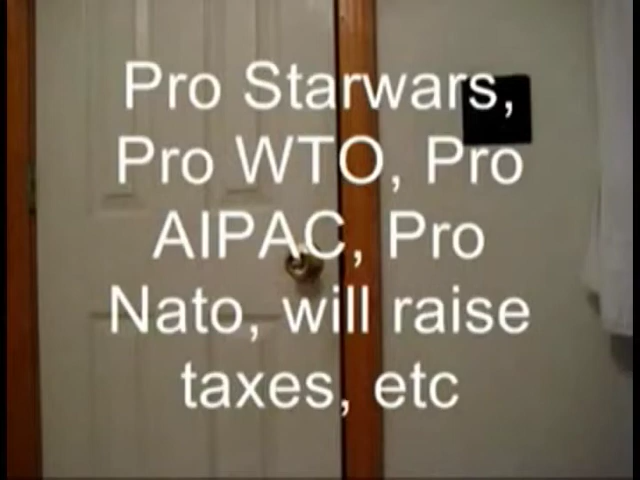 Pro Starwars,
Pro WTO, Pro
AIPAC, Pro
Nato, will raise
taxes, etc